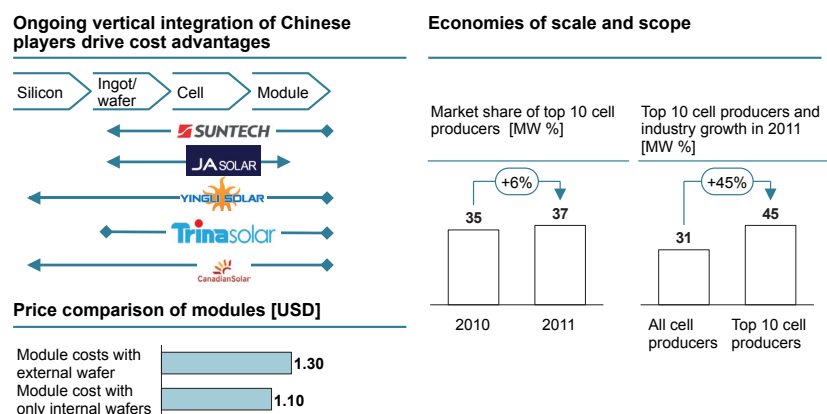 Ongoing vertical integration of Chinese
players drive cost advantages
Silicon
Ingot/
wafer
Cell
Module
SUNTECH
JA SOLAR
YINGLI SOLAR
Trinasolar
CanadianSolar
Price comparison of modules [USD]
Module costs with
external wafer
1.30
Module cost with
only internal wafers
1.10
Economies of scale and scope
Market share of top 10 cell
producers [MW %]
+6%
35
37
2010
2011
Top 10 cell producers and
industry growth in 2011
[MW %]
+45%
31
45
All cell
producers
Top 10 cell
producers